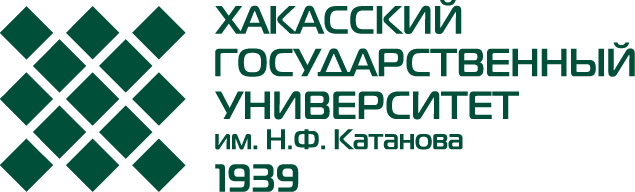 ХАКАССКИЙ
ГОСУДАРСТВЕННЫЙ
УНИВЕРСИТЕТ
им. Н.Ф. Катанова
1939